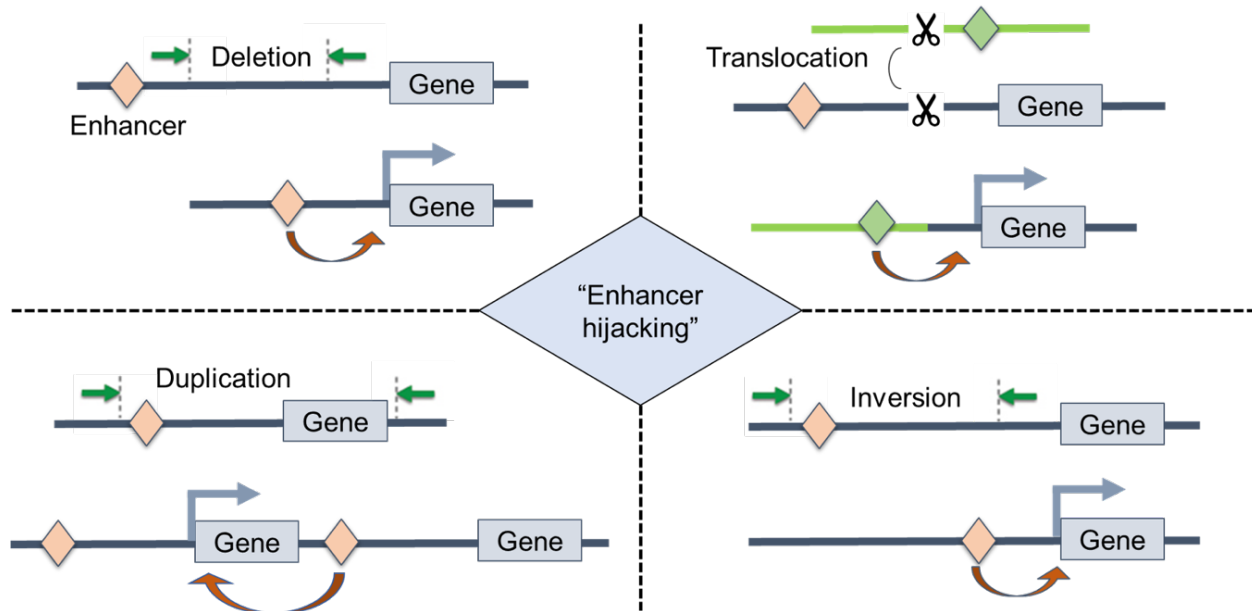 Deletion
Gene
Enhancer
Gene
Translocation
Gene
Gene
“Enhancer
hijacking”
Duplication
Gene
Gene
Gene
Inversion
Gene
Gene